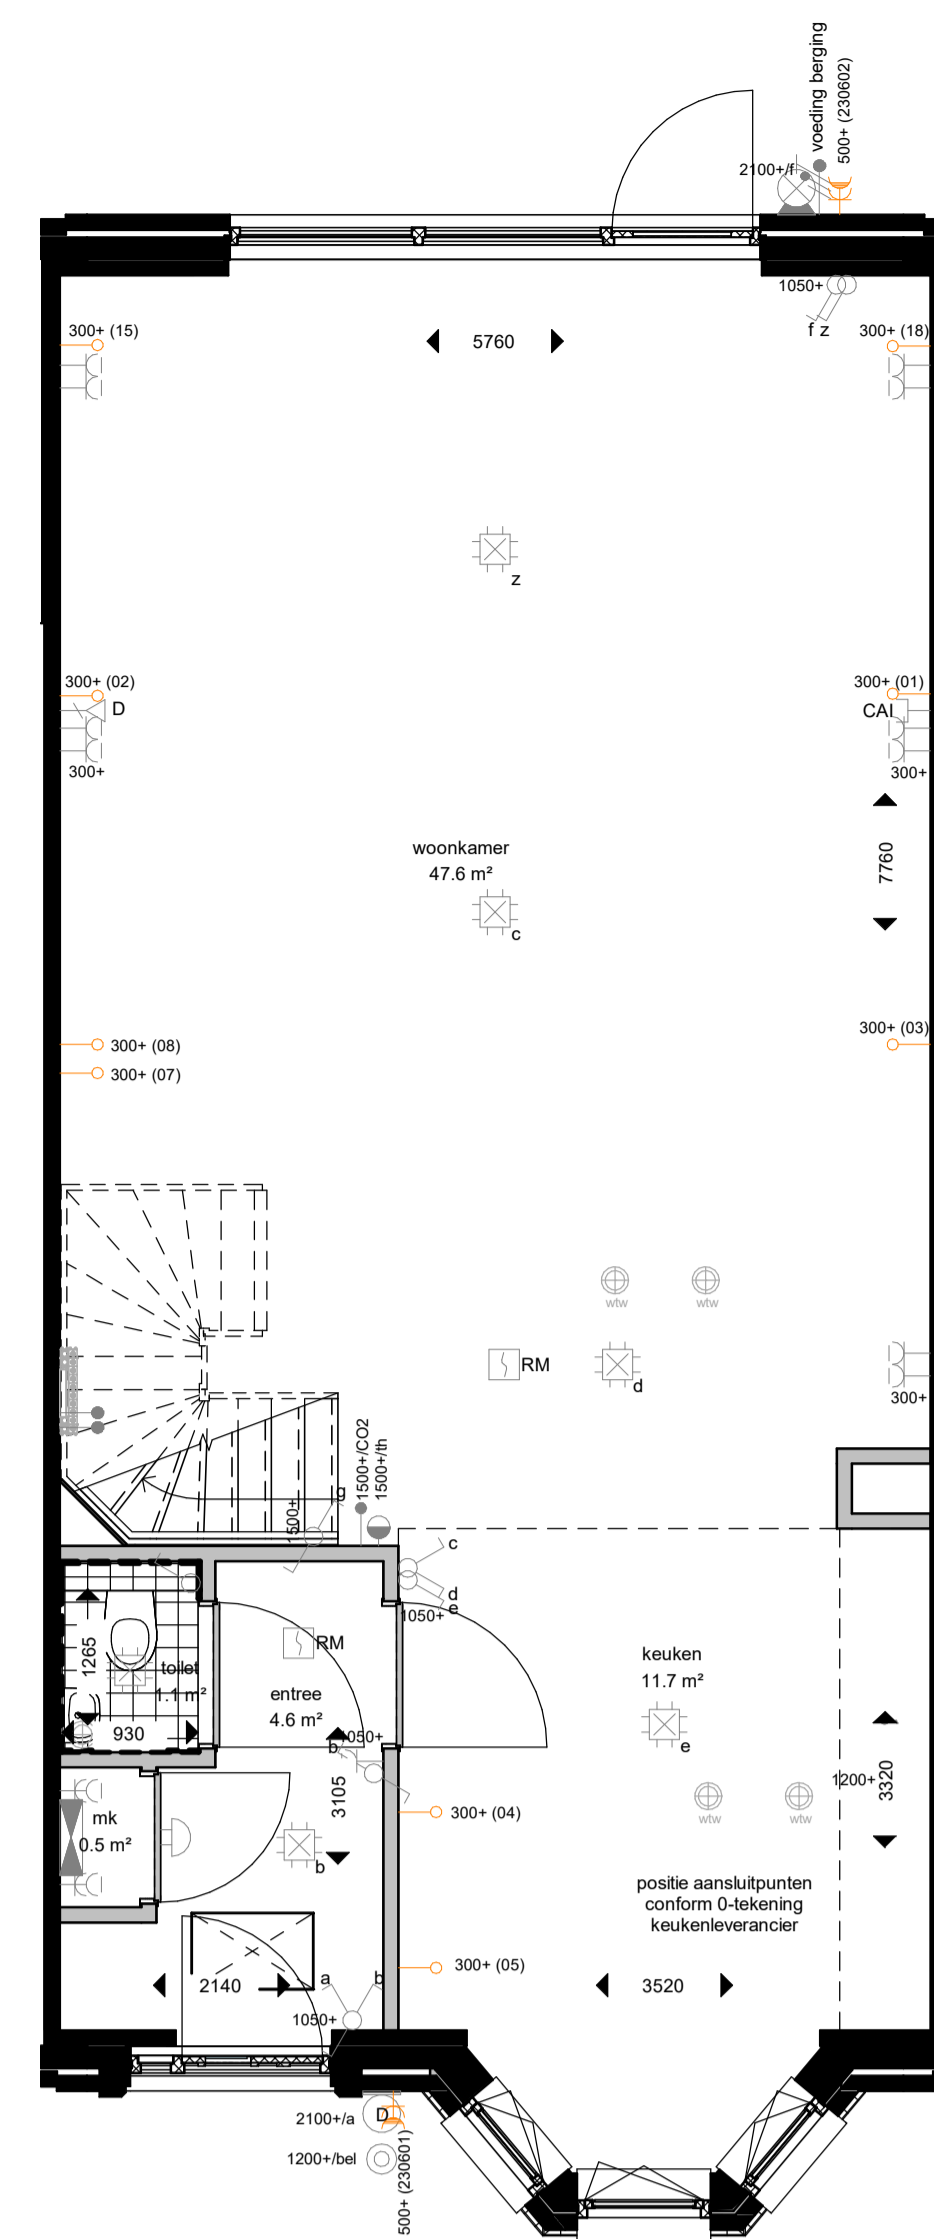 voeding berging
500+ (230602)
2100+/f
1050+
f z
300+ (15)
5760
300+ (18)
z
300+ (02)
D
300+
300+ (01)
CAI
300+
7760
woonkamer
47.6 m²
c
300+ (08)
300+ (07)
300+ (03)
wtw
wtw
RM
d
300+
1500+/CO2
1500+/th
1500+
g
c
d
e
1050+
1265
toilet
1.1 m²
930
RM
entree
4.6 m²
1050+
b
3105
keuken
11.7 m²
e
1200+
3320
wtw
wtw
mk
0.5 m²
b
300+ (04)
positie aansluitpunten
conform 0-tekening
keukenleverancier
300+ (05)
2140
a
b
1050+
3520
2100+/a
D
1200+/bel
500+ (230601)